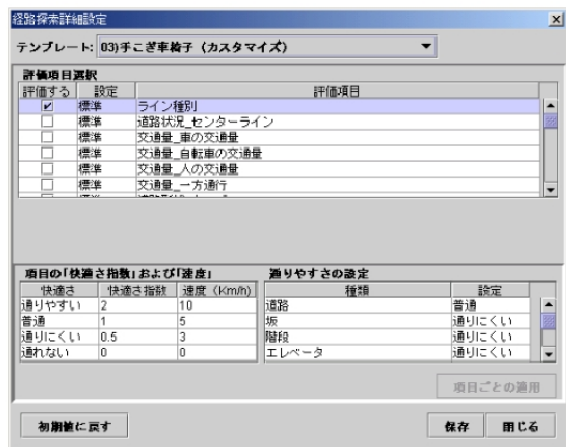 経路探索詳細設定
テンプレート: 03)手こぎ車椅子（カスタマイズ）
評価項目選択
評価する 設定 評価項目
標準 ライン種別
標準 道路状況_センターライン
標準 交通量_車の交通量
標準 交通量_自転車の交通量
標準 交通量_人の交通量
標準 交通量_一方通行
項目の「快適さ指数」および「速度」
快適さ 快適さ指数 速度（Km/h)
通りやすい 2 10
普通 1 5
通りにくい 0.5 3
通れない 0 0
通りやすさの設定
種類 設定
道路 普通
坂 通りにくい
階段 通りにくい
エレベータ 通りにくい
項目ごとの適用
初期値に戻す 保存 閉じる